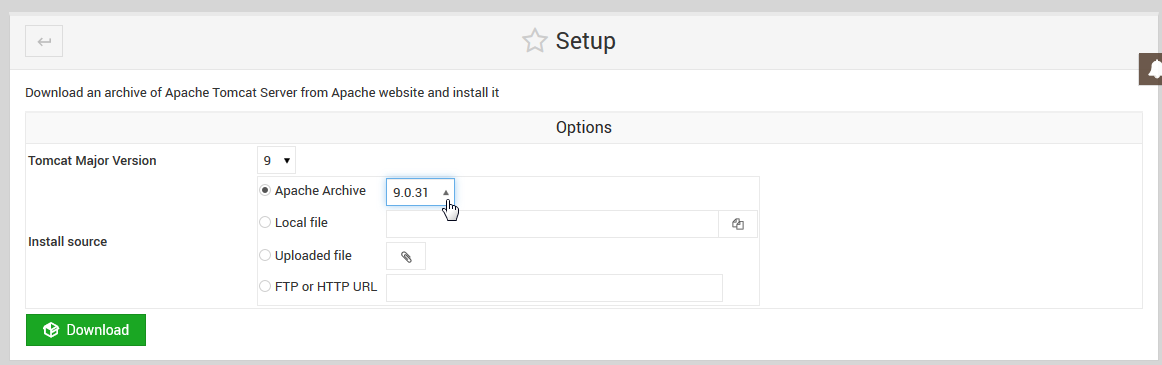 Setup
Download an archive of Apache Tomcat Server from Apache website and install it
Options
Tomcat Major Version 9
Install source
Apache Archive 9.0.31
Local file
Uploaded file
FTP or HTTP URL
Download